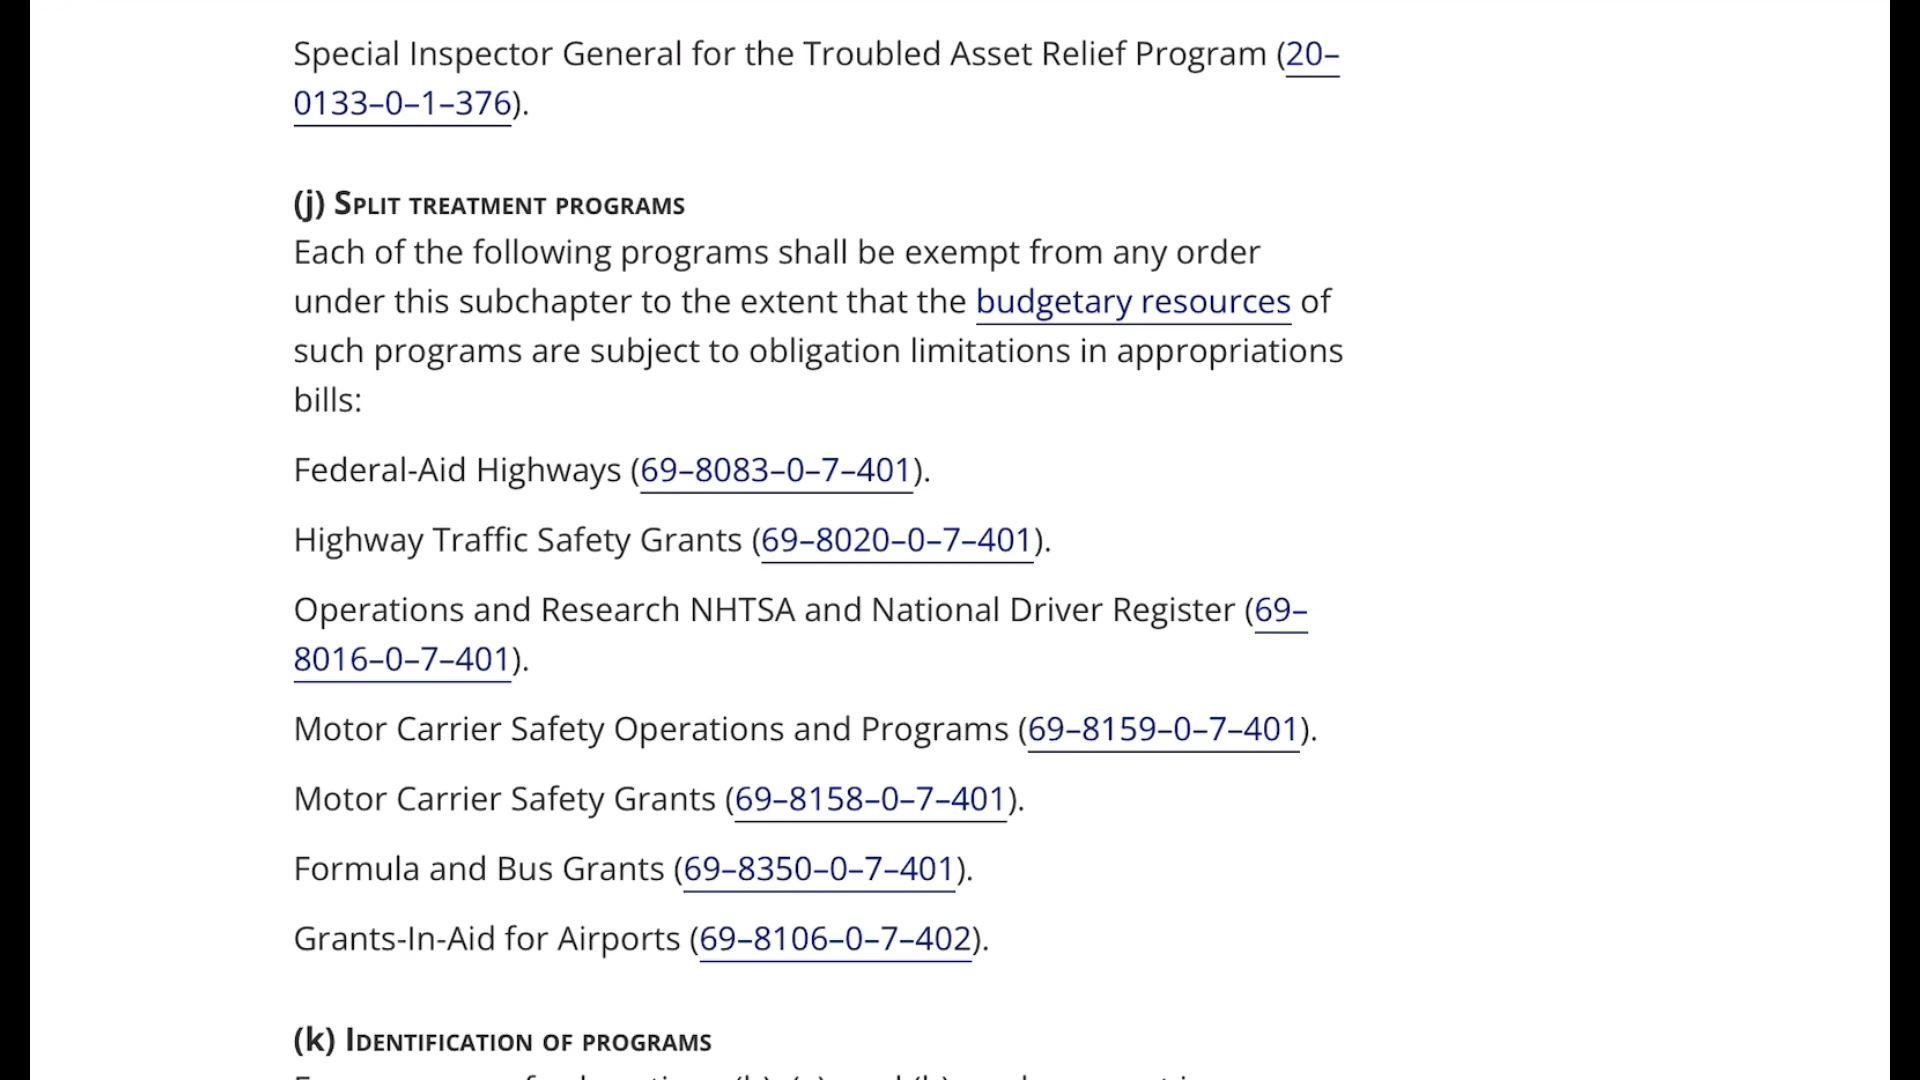 Special Inspector General for the Troubled Asset Relief Program (20–
0133–0–1–376).
(j) Split treatment programs
Each of the following programs shall be exempt from any order
under this subchapter to the extent that the budgetary resources of
such programs are subject to obligation limitations in appropriations
bills:
Federal-Aid Highways (69–8083–0–7–401).
Highway Traffic Safety Grants (69–8020–0–7–401).
Operations and Research NHTSA and National Driver Register (69–
8016–0–7–401).
Motor Carrier Safety Operations and Programs (69–8159–0–7–401).
Motor Carrier Safety Grants (69–8158–0–7–401).
Formula and Bus Grants (69–8350–0–7–401).
Grants-In-Aid for Airports (69–8106–0–7–402).
(k) Identification of programs